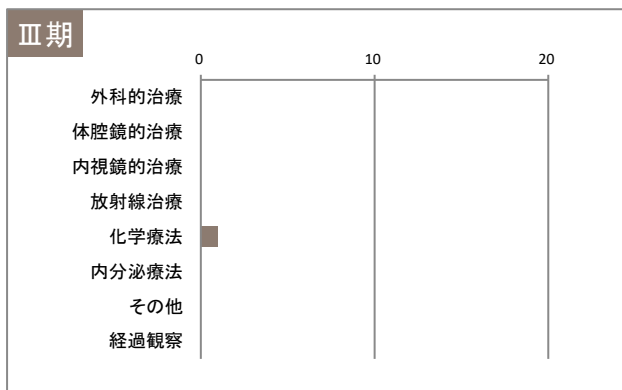 Ⅲ期
0 10 20
外科的治療
体腔鏡的治療
内視鏡的治療
放射線治療
化学療法
内分泌療法
その他
経過観察